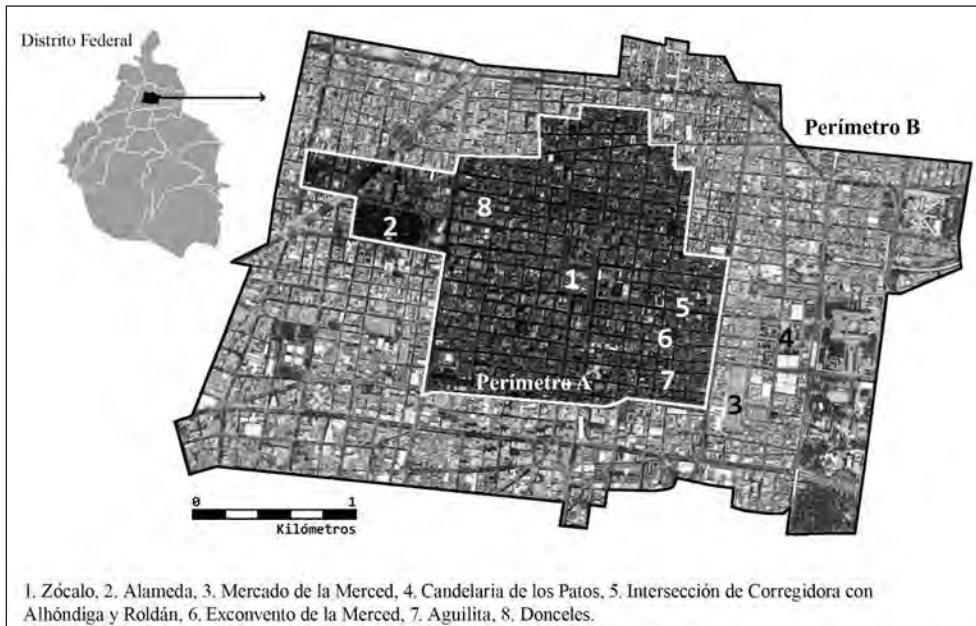 Distrito Federal
Perímetro B
8
2
1
5
6
4
7
Perímetro A
3
0 1
Kilómetros
1. Zócalo, 2. Alameda, 3. Mercado de la Merced, 4. Candelaria de los Patos, 5. Intersección de Corregidora con
Alhóndiga y Roldán, 6. Exconvento de la Merced, 7. Aguilita, 8. Donceles.